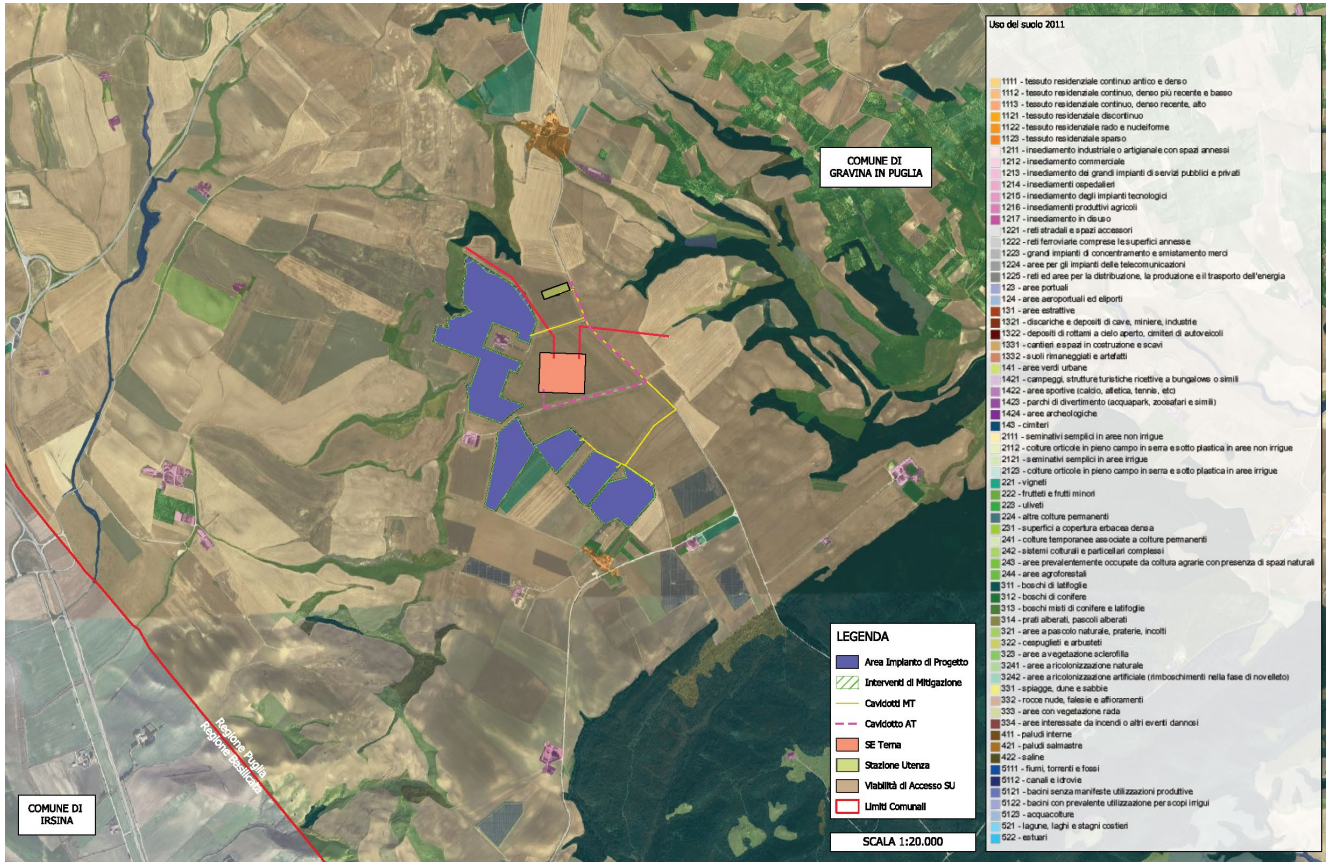 COMUNE DI
GRAVINA IN PUGLIA
Regione Puglia
Regione Basilicata
COMUNE DI
IRSINA
LEGENDA
Area Impianto di Progetto
Interventi di Mitigazione
Cavidotti MT
Cavidotto AT
SE Terna
Stazione Utenza
Viabilità di Accesso SU
Limiti Comunali
SCALA 1:20.000
Uso del suolo 2011
1111 - tessuto residenziale continuo antico e denso
1112 - tessuto residenziale continuo, denso più recente e basso
1113 - tessuto residenziale continuo, denso recente, alto
1121 - tessuto residenziale discontinuo
1122 - tessuto residenziale rado e nucleiforme
1123 - tessuto residenziale sparso
1211 - insediamento industriale o artigianale con spazi annessi
1212 - insediamento commerciale
1213 - insediamento dei grandi impianti di servizi pubblici e privati
1214 - insediamenti ospedalieri
1215 - insediamento degli impianti tecnologici
1216 - insediamenti produttivi agricoli
1217 - insediamento in disuso
1221 - reti stradali e spazi accessori
1222 - reti ferroviarie comprese le superfici annesse
1223 - grandi impianti di concentramento e smistamento merci
1224 - aree per gli impianti delle telecomunicazioni
1225 - reti ed aree per la distribuzione, la produzione e il trasporto dell'energia
123 - aree portuali
124 - aree aeroportuali ed eliporti
131 - aree estrattive
1321 - discariche e depositi di cave, miniere, industrie
1322 - depositi di rottami a cielo aperto, cimiteri di autoveicoli
1331 - cantieri e spazi in costruzione e scavi
1332 - suoli rimaneggiati e artefatti
141 - aree verdi urbane
1421 - campeggi, strutture turistiche ricettive a bungalows o simili
1422 - aree sportive (calcio, atletica, tennis, etc)
1423 - parchi di divertimento (acquapark, zoosafari e simili)
1424 - aree archeologiche
143 - cimiteri
2111 - seminativi semplici in aree non irrigue
2112 - colture orticole in pieno campo in serra e sotto plastica in aree non irrigue
2121 - seminativi semplici in aree irrigue
2123 - colture orticole in pieno campo in serra e sotto plastica in aree irrigue
221 - vigneti
222 - frutteti e frutti minori
223 - uliveti
224 - altre colture permanenti
231 - superfici a copertura erbacea densa
241 - colture temporanee associate a colture permanenti
242 - sistemi colturali e particellari complessi
243 - aree prevalentemente occupate da coltura agrarie con presenza di spazi naturali
244 - aree agroforestali
311 - boschi di latifoglie
312 - boschi di conifere
313 - boschi misti di conifere e latifoglie
314 - prati alberati, pascoli alberati
321 - aree a pascolo naturale, praterie, incolti
322 - cespuglieti e arbusteti
323 - aree a vegetazione sclerofilla
3241 - aree a ricolonizzazione naturale
3242 - aree a ricolonizzazione artificiale (rimboschimenti nella fase di novelleto)
331 - spiagge, dune e sabbie
332 - rocce nude, falesie e affioramenti
333 - aree con vegetazione rada
334 - aree interessate da incendi o altri eventi dannosi
411 - paludi interne
421 - paludi salmastre
422 - saline
5111 - fiumi, torrenti e fossi
5112 - canali e idrovie
5121 - bacini senza manifeste utilizzazioni produttive
5122 - bacini con prevalente utilizzazione per scopi irrigui
5123 - acquacolture
521 - lagune, laghi e stagni costieri
522 - estuari